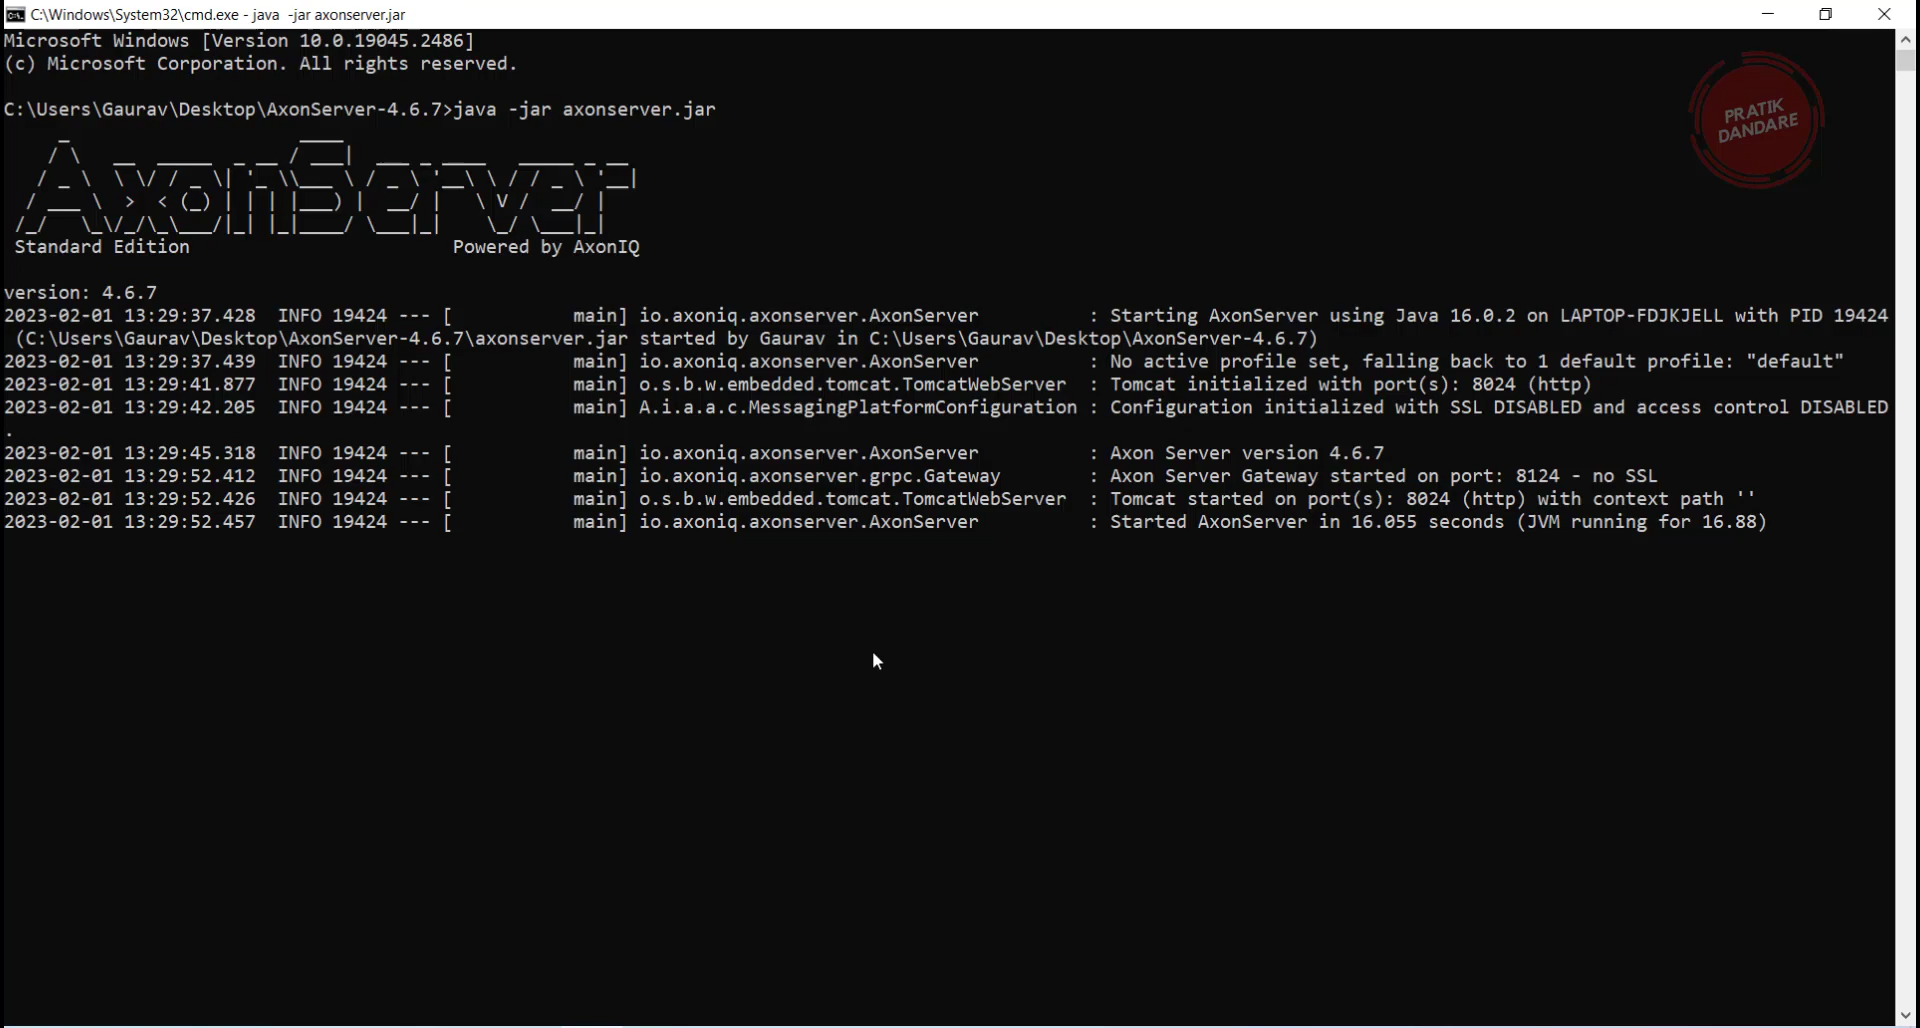 C:\Windows\System32\cmd.exe - java  -jar axonserver.jar
Microsoft Windows [Version 10.0.19045.2486]
(c) Microsoft Corporation. All rights reserved.
PRATIK
DANDARE
C:\Users\Gaurav\Desktop\AxonServer-4.6.7>java -jar axonserver.jar
AxonServer
Standard Edition                        Powered by AxonIQ
version: 4.6.7
2023-02-01 13:29:37.428  INFO 19424 --- [           main] io.axoniq.axonserver.AxonServer          : Starting AxonServer using Java 16.0.2 on LAPTOP-FDJKJELL with PID 19424
(C:\Users\Gaurav\Desktop\AxonServer-4.6.7\axonserver.jar started by Gaurav in C:\Users\Gaurav\Desktop\AxonServer-4.6.7)
2023-02-01 13:29:37.439  INFO 19424 --- [           main] io.axoniq.axonserver.AxonServer          : No active profile set, falling back to 1 default profile: "default"
2023-02-01 13:29:41.877  INFO 19424 --- [           main] o.s.b.w.embedded.tomcat.TomcatWebServer  : Tomcat initialized with port(s): 8024 (http)
2023-02-01 13:29:42.205  INFO 19424 --- [           main] A.i.a.a.c.MessagingPlatformConfiguration : Configuration initialized with SSL DISABLED and access control DISABLED
.
2023-02-01 13:29:45.318  INFO 19424 --- [           main] io.axoniq.axonserver.AxonServer          : Axon Server version 4.6.7
2023-02-01 13:29:52.412  INFO 19424 --- [           main] io.axoniq.axonserver.grpc.Gateway        : Axon Server Gateway started on port: 8124 - no SSL
2023-02-01 13:29:52.426  INFO 19424 --- [           main] o.s.b.w.embedded.tomcat.TomcatWebServer  : Tomcat started on port(s): 8024 (http) with context path ''
2023-02-01 13:29:52.457  INFO 19424 --- [           main] io.axoniq.axonserver.AxonServer          : Started AxonServer in 16.055 seconds (JVM running for 16.88)